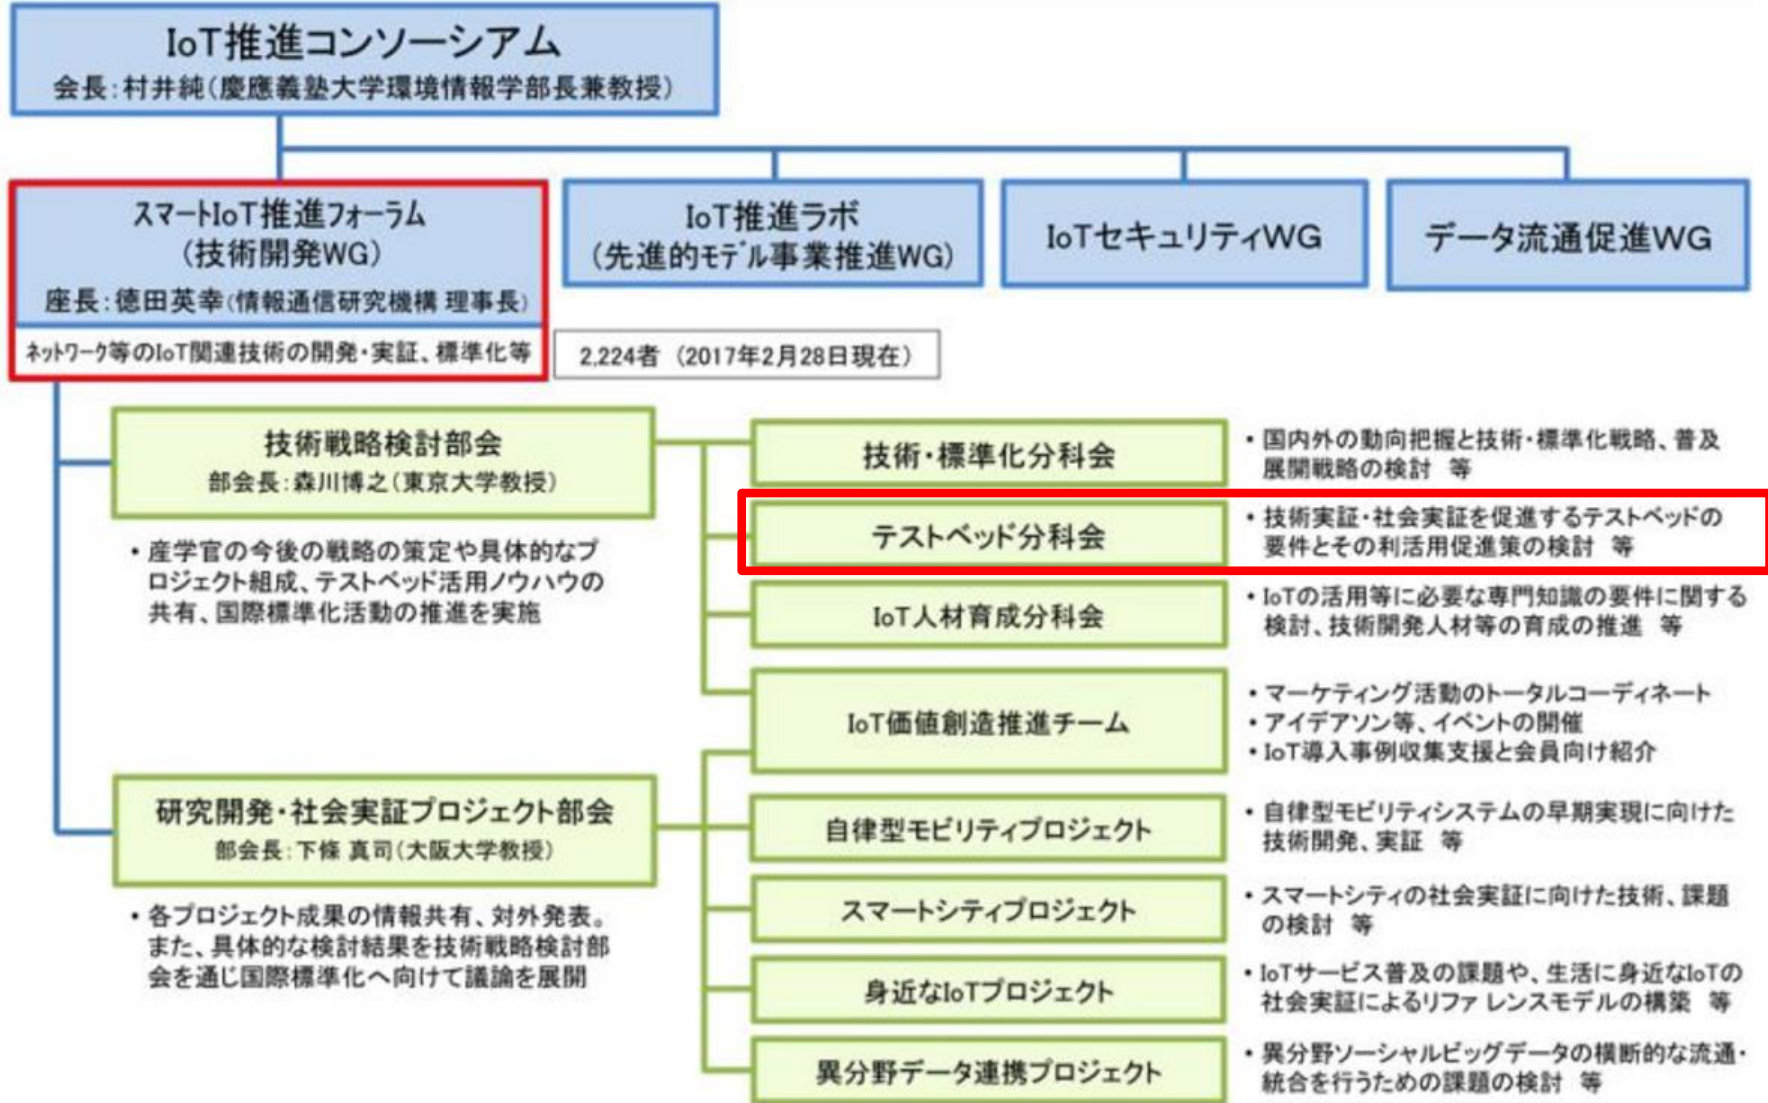 IoT推進コンソーシアム
会長:村井純(慶應義塾大学環境情報学部長兼教授)
スマートIoT推進フォーラム
(技術開発WG)
座長:徳田英幸(情報通信研究機構 理事長)
ネットワーク等のIoT関連技術の開発・実証、標準化等
IoT推進ラボ
(先進的モデル事業推進WG)
IoTセキュリティWG
データ流通促進WG
2,224者 (2017年2月28日現在)
技術戦略検討部会
部会長:森川博之(東京大学教授)
・産学官の今後の戦略の策定や具体的なプ
ロジェクト組成、テストベッド活用ノウハウの
共有、国際標準化活動の推進を実施
技術・標準化分科会
・国内外の動向把握と技術・標準化戦略、普及
展開戦略の検討 等
テストベッド分科会
・技術実証・社会実証を促進するテストベッドの
要件とその利活用促進策の検討 等
IoT人材育成分科会
・IoTの活用等に必要な専門知識の要件に関する
検討、技術開発人材等の育成の推進 等
IoT価値創造推進チーム
・マーケティング活動のトータルコーディネート
・アイデアソン等、イベントの開催
・IoT導入事例収集支援と会員向け紹介
研究開発・社会実証プロジェクト部会
部会長:下條 真司(大阪大学教授)
・各プロジェクト成果の情報共有、対外発表。
また、具体的な検討結果を技術戦略検討部
会を通じ国際標準化へ向けて議論を展開
自律型モビリティプロジェクト
・自律型モビリティシステムの早期実現に向けた
技術開発、実証 等
スマートシティプロジェクト
・スマートシティの社会実証に向けた技術、課題
の検討 等
身近なIoTプロジェクト
・IoTサービス普及の課題や、生活に身近なIoTの
社会実証によるリファレンスモデルの構築 等
異分野データ連携プロジェクト
・異分野ソーシャルビッグデータの横断的な流通・
統合を行うための課題の検討 等